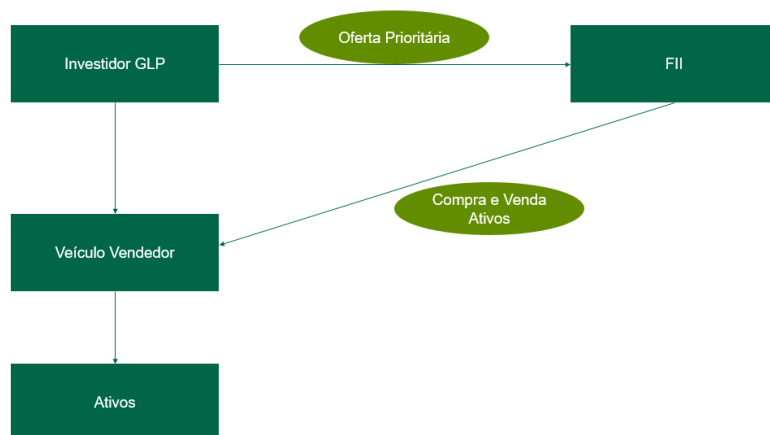 Oferta Prioritária
Investidor GLP
FII
Compra e Venda
Ativos
Veículo Vendedor
Ativos